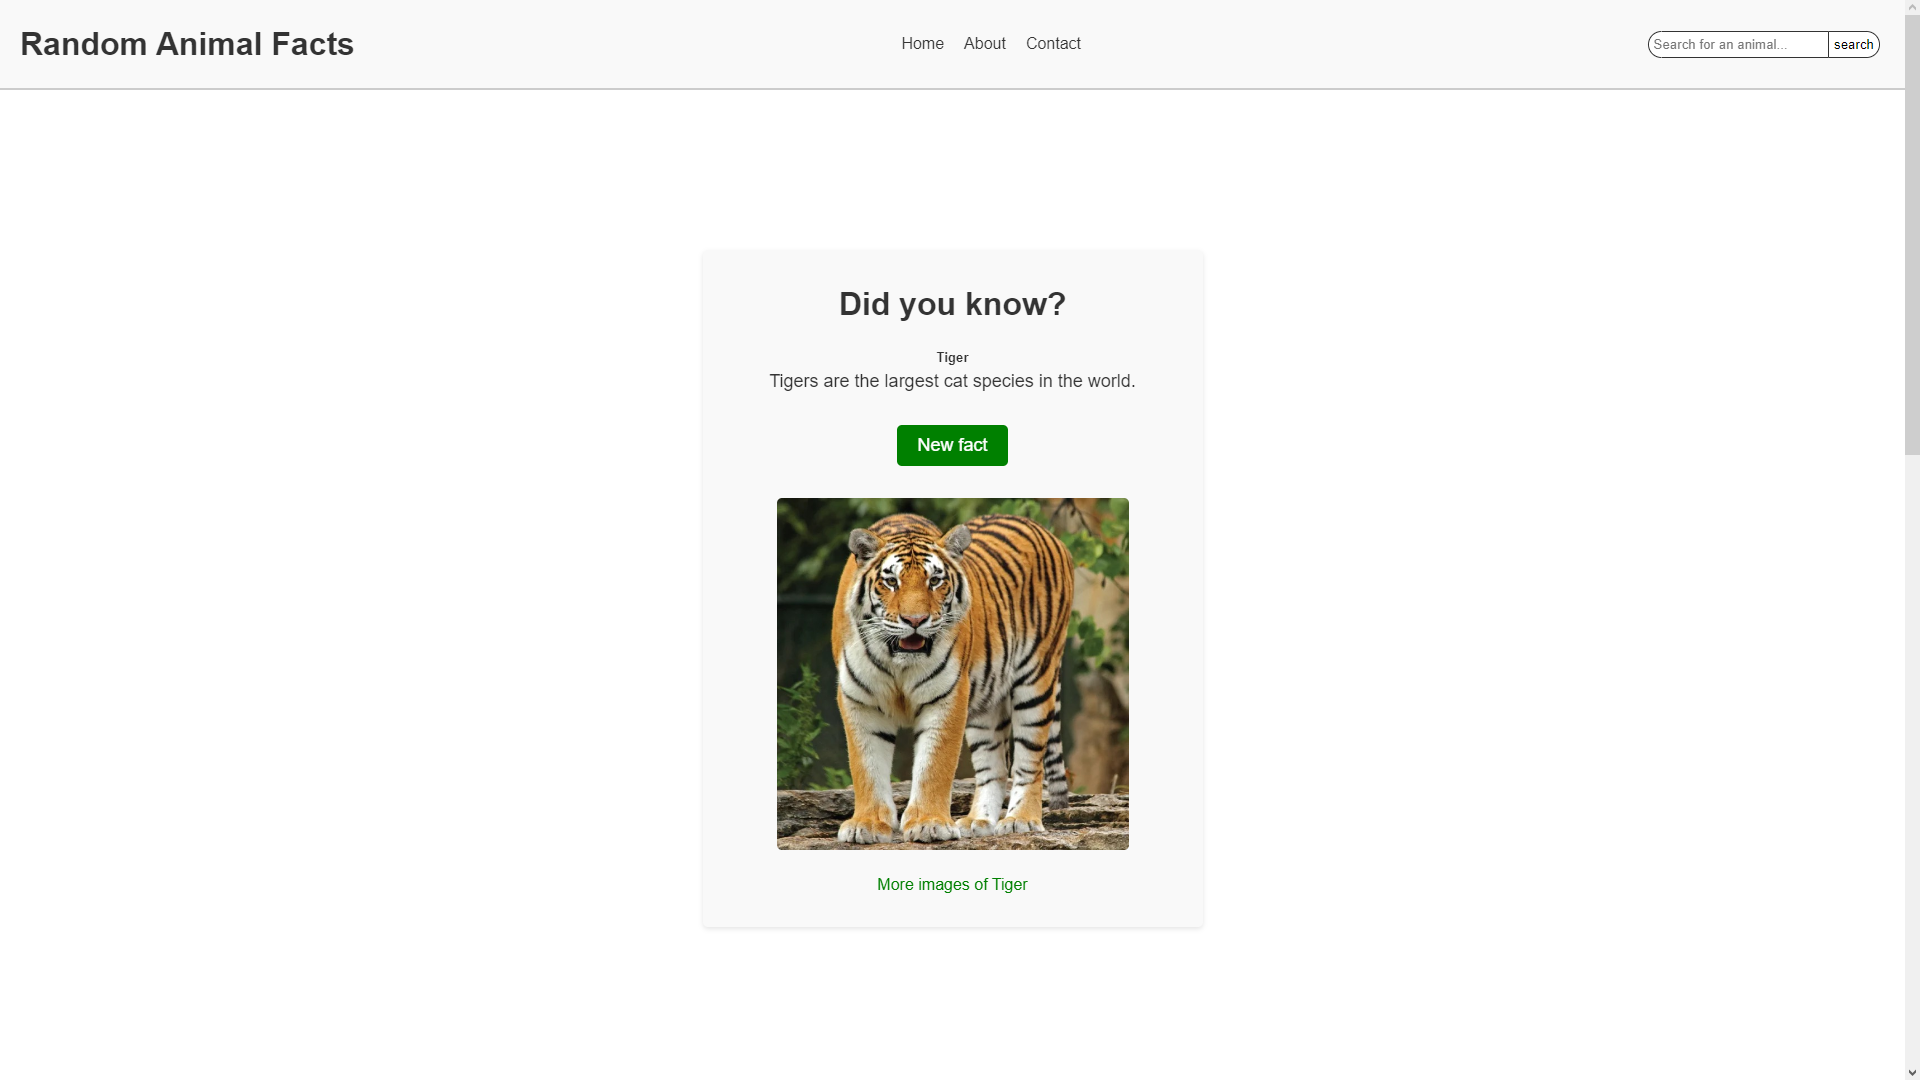 Random Animal Facts
Home About Contact
Search for an animal... search
Did you know?
Tiger
Tigers are the largest cat species in the world.
New fact
More images of Tiger